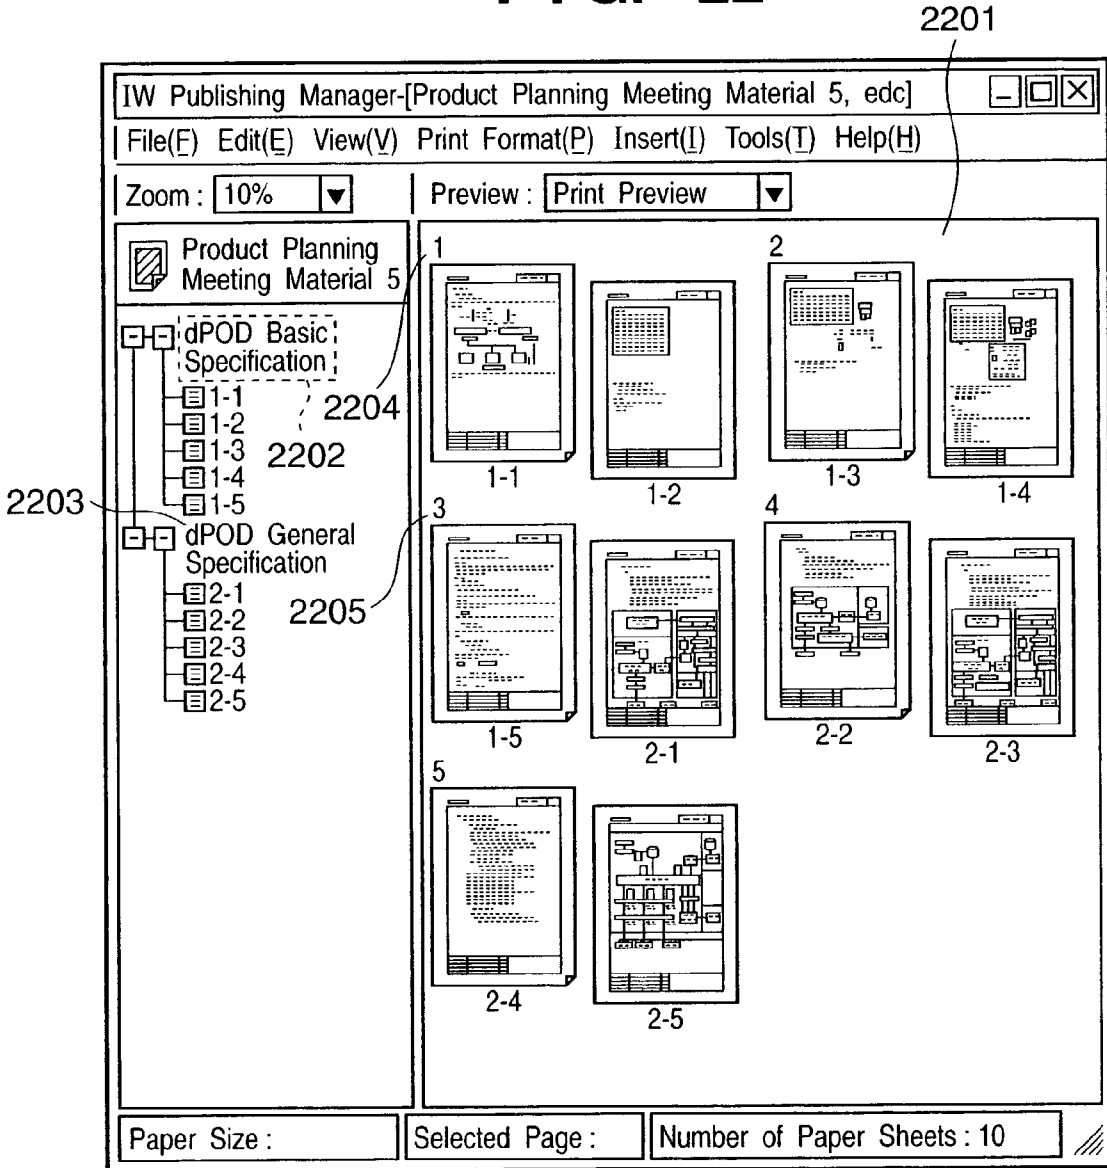 FIG. 22
2201
IW Publishing Manager-[Product Planning Meeting Material 5, edc]
File(F) Edit(E) View(V) Print Format(P) Insert(I) Tools(T) Help(H)
Zoom : 10% Preview : Print Preview
Product Planning
Meeting Material 5
dPOD Basic
Specification
1-1
1-2
1-3
1-4
1-5
2202
2203
dPOD General
Specification
2-1
2-2
2-3
2-4
2-5
2204
2205
1
2
1-1
1-2
1-3
1-4
3
4
1-5
2-1
2-2
2-3
5
2-4
2-5
Paper Size :
Selected Page :
Number of Paper Sheets : 10